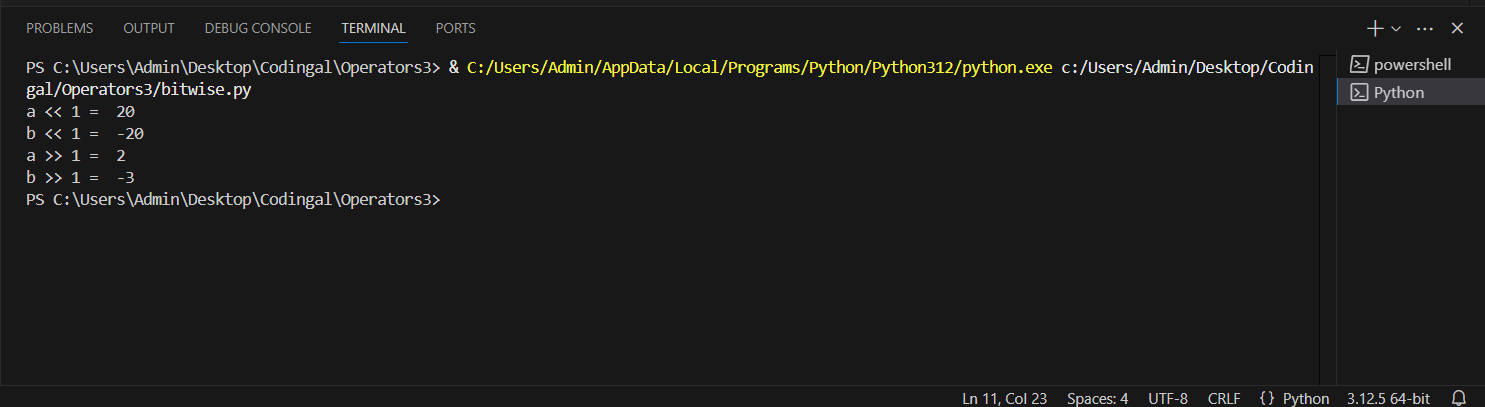 PROBLEMS OUTPUT DEBUG CONSOLE TERMINAL PORTS
PS C:\Users\Admin\Desktop\Codingal\Operators3> & C:/Users/Admin/AppData/Local/Programs/Python/Python312/python.exe c:/Users/Admin/Desktop/Codin
gal/Operators3/bitwise.py
a << 1 =  20
b << 1 =  -20
a >> 1 =  2
b >> 1 =  -3
PS C:\Users\Admin\Desktop\Codingal\Operators3>
powershell
Python
Ln 11, Col 23 Spaces: 4 UTF-8 CRLF {} Python 3.12.5 64-bit